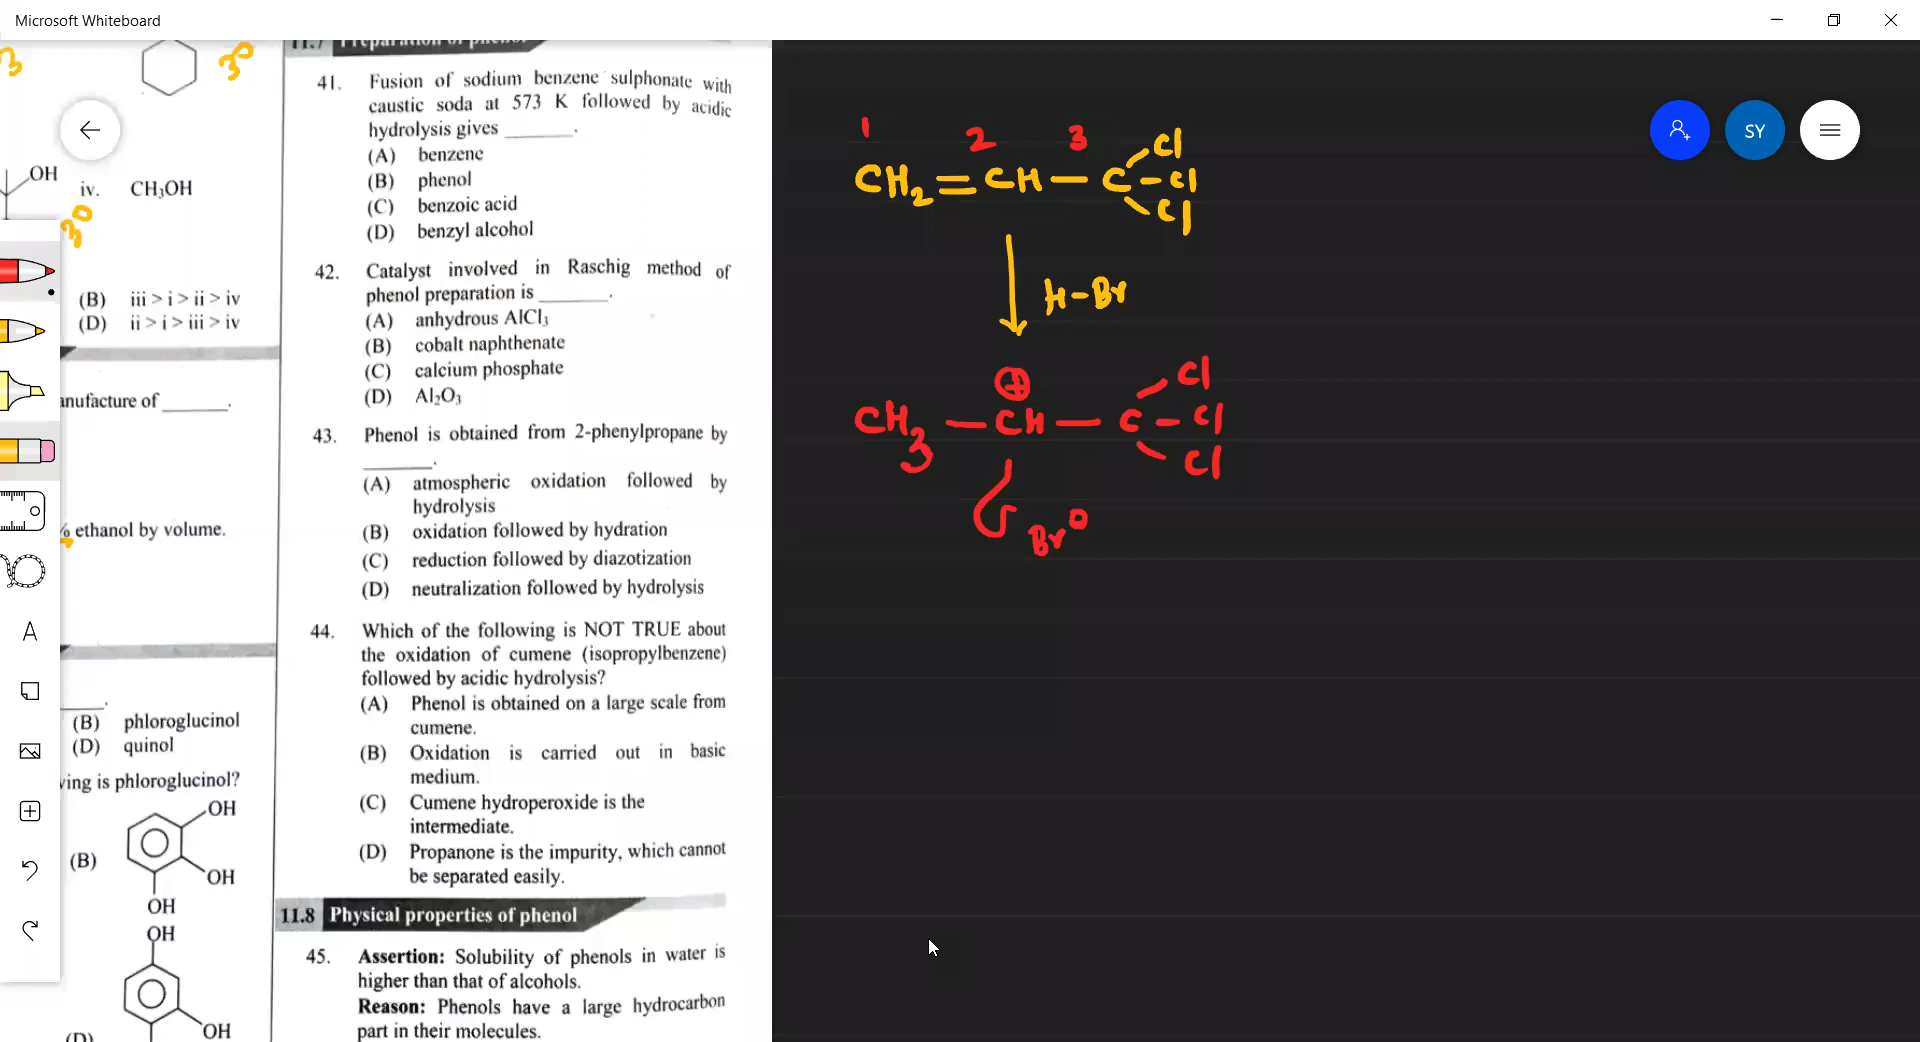 Microsoft Whiteboard
3
30
OH
iv. CH₃OH
30
(B) iii > i > ii > iv
(D) ii > i > iii > iv
anufacture of ______.
% ethanol by volume.
______.
(B) phloroglucinol
(D) quinol
ving is phloroglucinol?
OH
(B)
OH
OH
OH
OH
(D)
A
11.7 Preparation of phenol
41. Fusion of sodium benzene sulphonate with
caustic soda at 573 K followed by acidic
hydrolysis gives ______.
(A) benzene
(B) phenol
(C) benzoic acid
(D) benzyl alcohol
42. Catalyst involved in Raschig method of
phenol preparation is ______.
(A) anhydrous AlCl₃
(B) cobalt naphthenate
(C) calcium phosphate
(D) Al₂O₃
43. Phenol is obtained from 2-phenylpropane by
______.
(A) atmospheric oxidation followed by
hydrolysis
(B) oxidation followed by hydration
(C) reduction followed by diazotization
(D) neutralization followed by hydrolysis
44. Which of the following is NOT TRUE about
the oxidation of cumene (isopropylbenzene)
followed by acidic hydrolysis?
(A) Phenol is obtained on a large scale from
cumene.
(B) Oxidation is carried out in basic
medium.
(C) Cumene hydroperoxide is the
intermediate.
(D) Propanone is the impurity, which cannot
be separated easily.
11.8 Physical properties of phenol
45. Assertion: Solubility of phenols in water is
higher than that of alcohols.
Reason: Phenols have a large hydrocarbon
part in their molecules.
SY
1 2 3
Cl
CH₂ = CH — C — Cl
Cl
H-Br
⊕
Cl
CH₃ — CH — C — Cl
Cl
Br